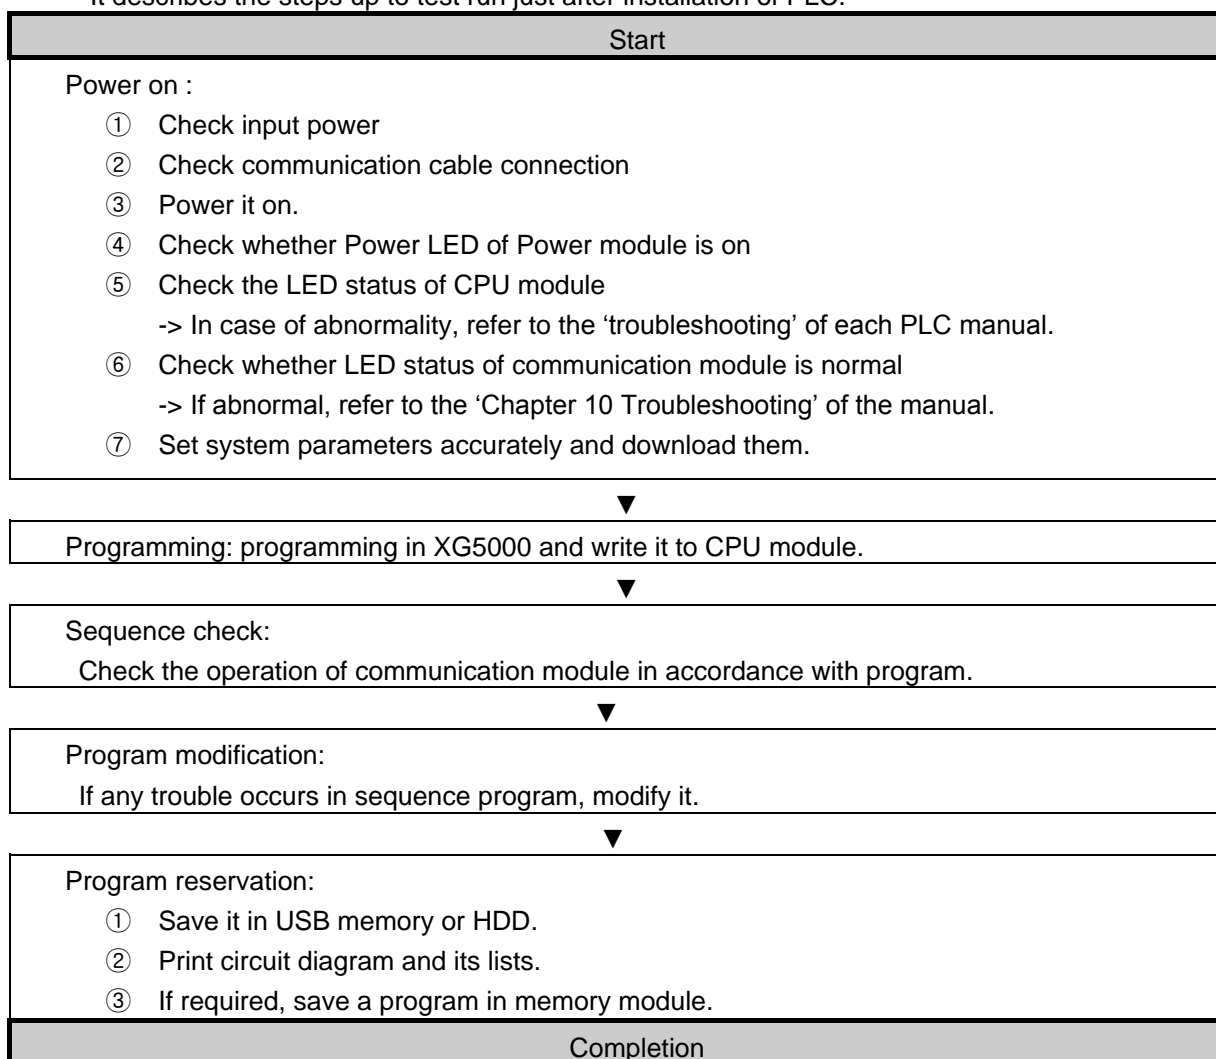 It describes the steps up to test run just after installation of PLC.
Start
Power on :
① Check input power
② Check communication cable connection
③ Power it on.
④ Check whether Power LED of Power module is on
⑤ Check the LED status of CPU module
-> In case of abnormality, refer to the ‘troubleshooting’ of each PLC manual.
⑥ Check whether LED status of communication module is normal
-> If abnormal, refer to the ‘Chapter 10 Troubleshooting’ of the manual.
⑦ Set system parameters accurately and download them.
▼
Programming: programming in XG5000 and write it to CPU module.
▼
Sequence check:
Check the operation of communication module in accordance with program.
▼
Program modification:
If any trouble occurs in sequence program, modify it.
▼
Program reservation:
① Save it in USB memory or HDD.
② Print circuit diagram and its lists.
③ If required, save a program in memory module.
Completion